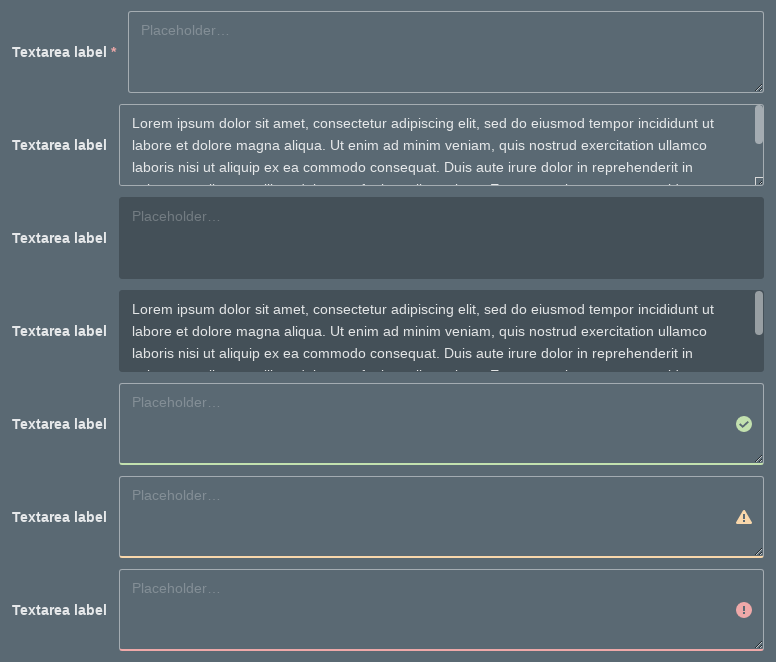 Textarea label *
Placeholder…
Textarea label
Lorem ipsum dolor sit amet, consectetur adipiscing elit, sed do eiusmod tempor incididunt ut
labore et dolore magna aliqua. Ut enim ad minim veniam, quis nostrud exercitation ullamco
laboris nisi ut aliquip ex ea commodo consequat. Duis aute irure dolor in reprehenderit in
Textarea label
Placeholder…
Textarea label
Lorem ipsum dolor sit amet, consectetur adipiscing elit, sed do eiusmod tempor incididunt ut
labore et dolore magna aliqua. Ut enim ad minim veniam, quis nostrud exercitation ullamco
laboris nisi ut aliquip ex ea commodo consequat. Duis aute irure dolor in reprehenderit in
Textarea label
Placeholder…
Textarea label
Placeholder…
Textarea label
Placeholder…